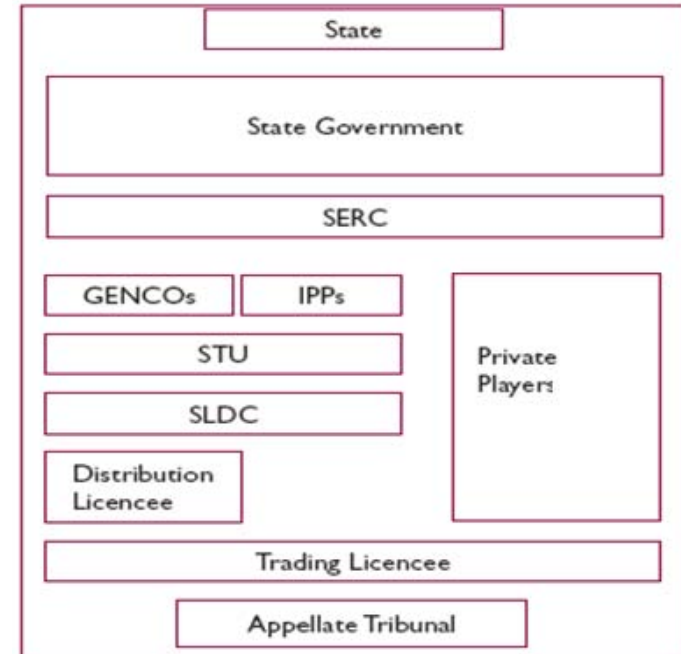 State
State Government
SERC
GENCOs
IPPs
STU
SLDC
Private
Players
Distribution
Licencee
Trading Licencee
Appellate Tribunal